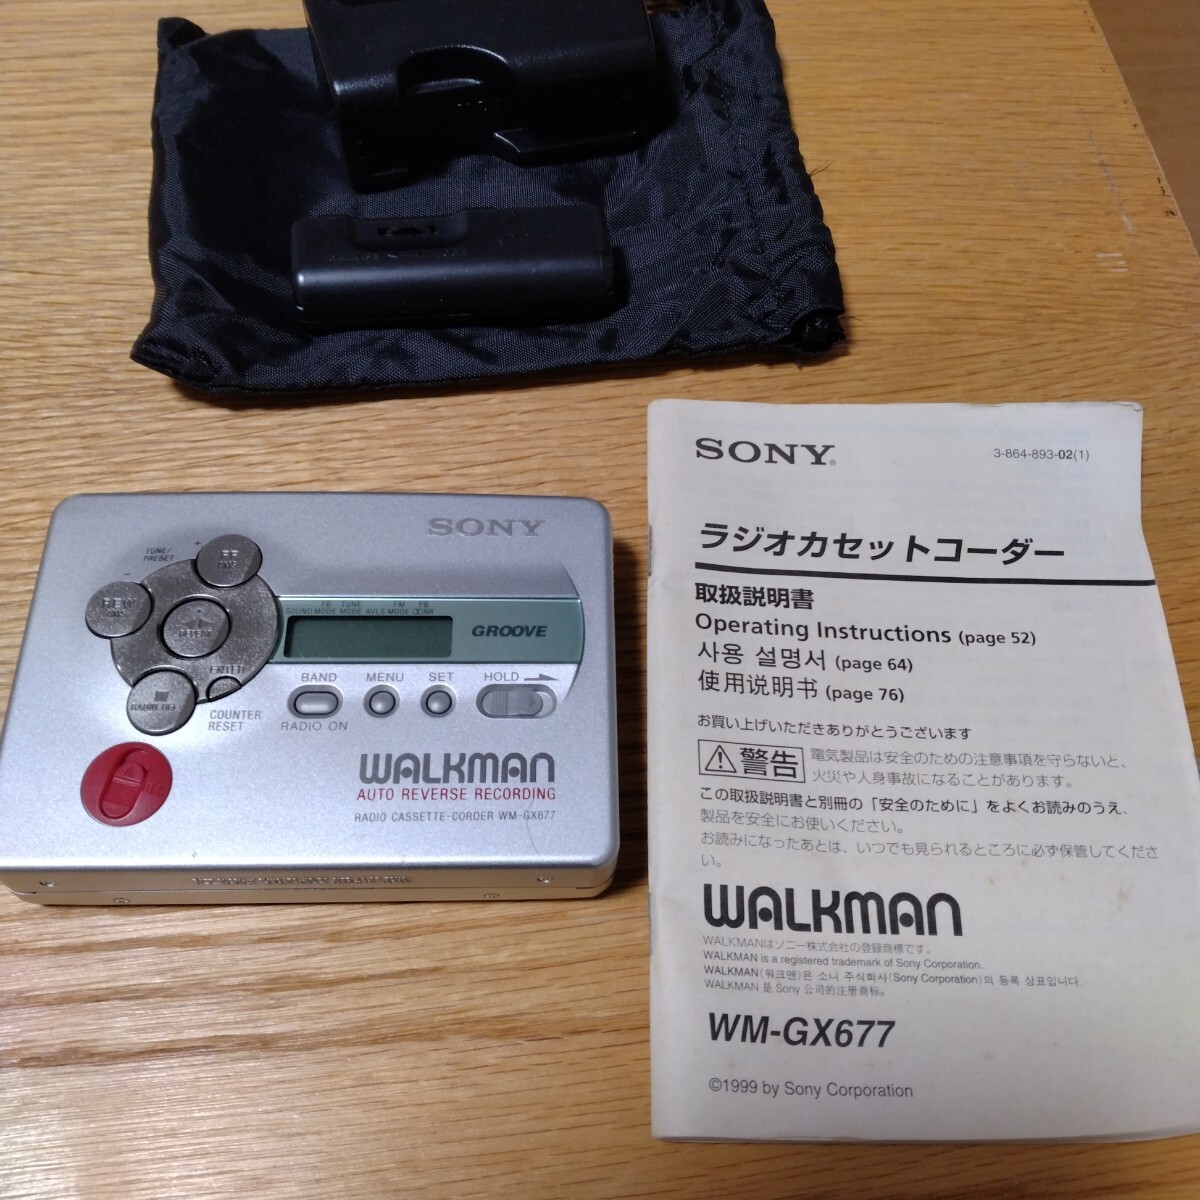 SONY
TUNE/
PRESET
+
FF
AMS
−
REW
AMS
REPEAT
ENTER
RADIO OFF
COUNTER
RESET
FB TUNE FM FB
SOUND MODE MODE AVLS MODE NR
GROOVE
BAND
MENU
SET
HOLD
RADIO ON
REC
WALKMAN
AUTO REVERSE RECORDING
RADIO CASSETTE-CORDER WM-GX677
SONY®
3-864-893-02(1)
ラジオカセットコーダー
取扱説明書
Operating Instructions (page 52)
사용 설명서 (page 64)
使用说明书 (page 76)
お買い上げいただきありがとうございます
警告
電気製品は安全のための注意事項を守らないと、
火災や人身事故になることがあります。
この取扱説明書と別冊の「安全のために」をよくお読みのうえ、
製品を安全にお使いください。
お読みになったあとは、いつでも見られるところに必ず保管してくださ
い。
WALKMAN
WALKMANはソニー株式会社の登録商標です。
WALKMAN is a registered trademark of Sony Corporation.
WALKMAN(워크맨)은 소니 주식회사(Sony Corporation)의 등록 상표입니다.
WALKMAN 是 Sony 公司的注册商标。
WM-GX677
©1999 by Sony Corporation